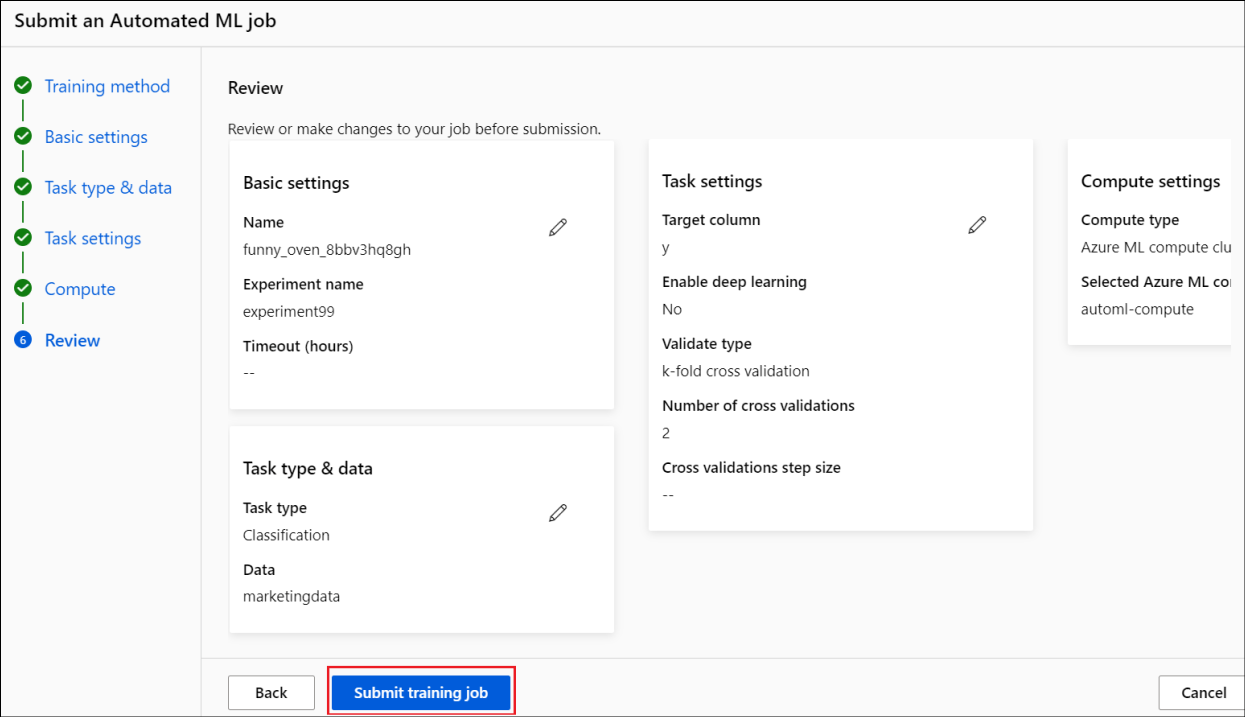 Submit an Automated ML job
Training method
Basic settings
Task type & data
Task settings
Compute
6
Review
Review
Review or make changes to your job before submission.
Basic settings
Name
funny_oven_8bbv3hq8gh
Experiment name
experiment99
Timeout (hours)
--
Task type & data
Task type
Classification
Data
marketingdata
Task settings
Target column
y
Enable deep learning
No
Validate type
k-fold cross validation
Number of cross validations
2
Cross validations step size
--
Compute settings
Compute type
Azure ML compute clu
Selected Azure ML co
automl-compute
Back
Submit training job
Cancel